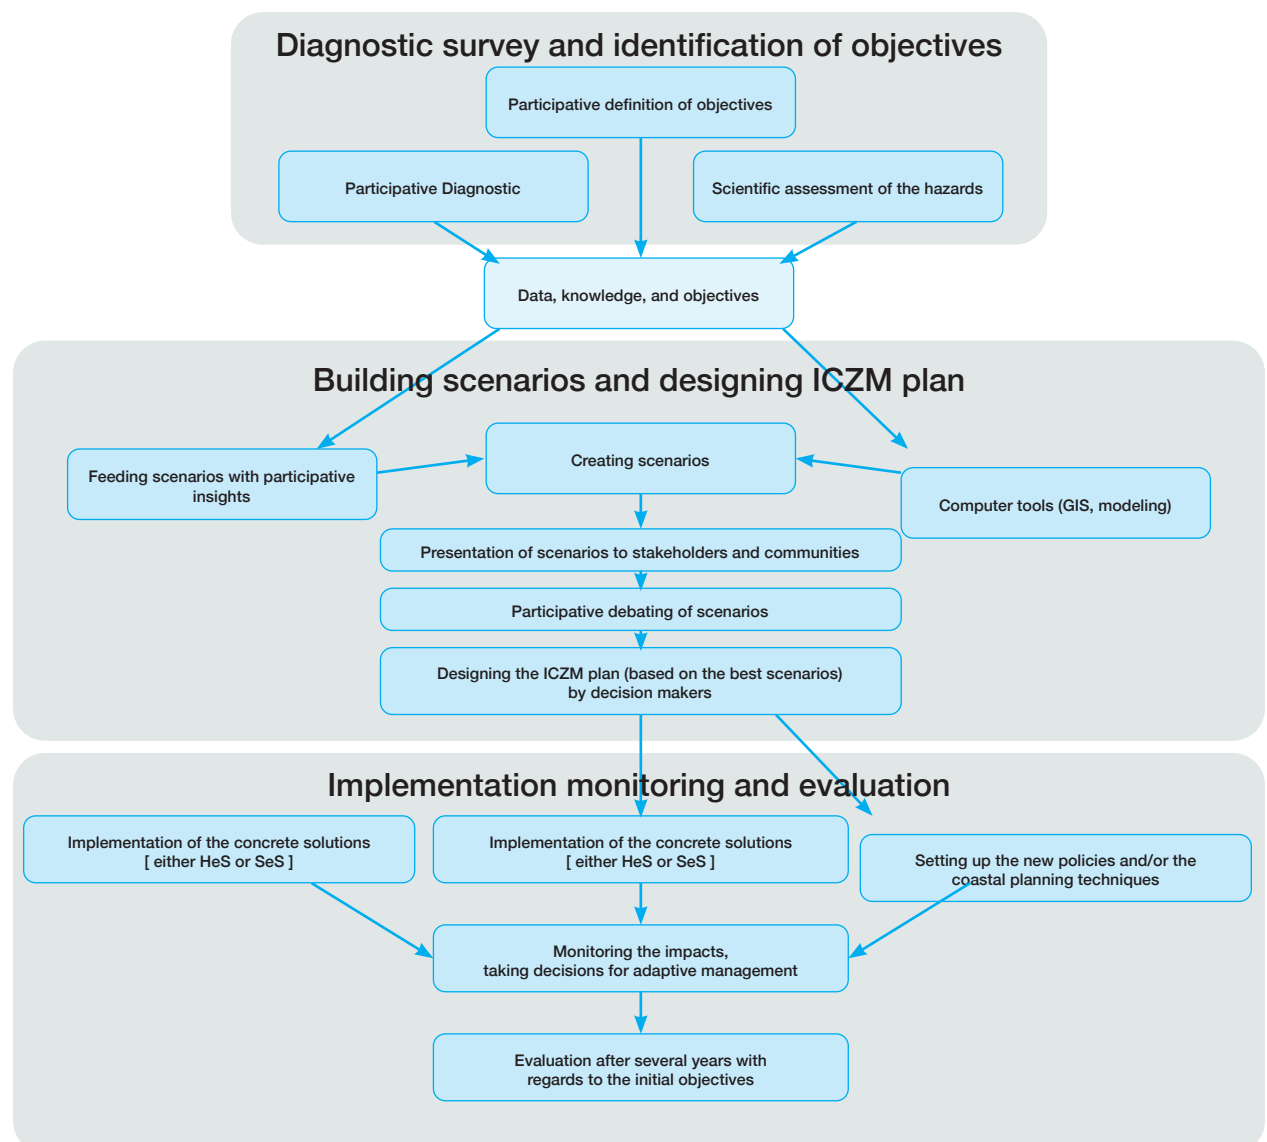 Diagnostic survey and identification of objectives
Participative definition of objectives
Participative Diagnostic
Scientific assessment of the hazards
Data, knowledge, and objectives
Building scenarios and designing ICZM plan
Feeding scenarios with participative
insights
Creating scenarios
Computer tools (GIS, modeling)
Presentation of scenarios to stakeholders and communities
Participative debating of scenarios
Designing the ICZM plan (based on the best scenarios)
by decision makers
Implementation monitoring and evaluation
Implementation of the concrete solutions
[ either HeS or SeS ]
Implementation of the concrete solutions
[ either HeS or SeS ]
Setting up the new policies and/or the
coastal planning techniques
Monitoring the impacts,
taking decisions for adaptive management
Evaluation after several years with
regards to the initial objectives